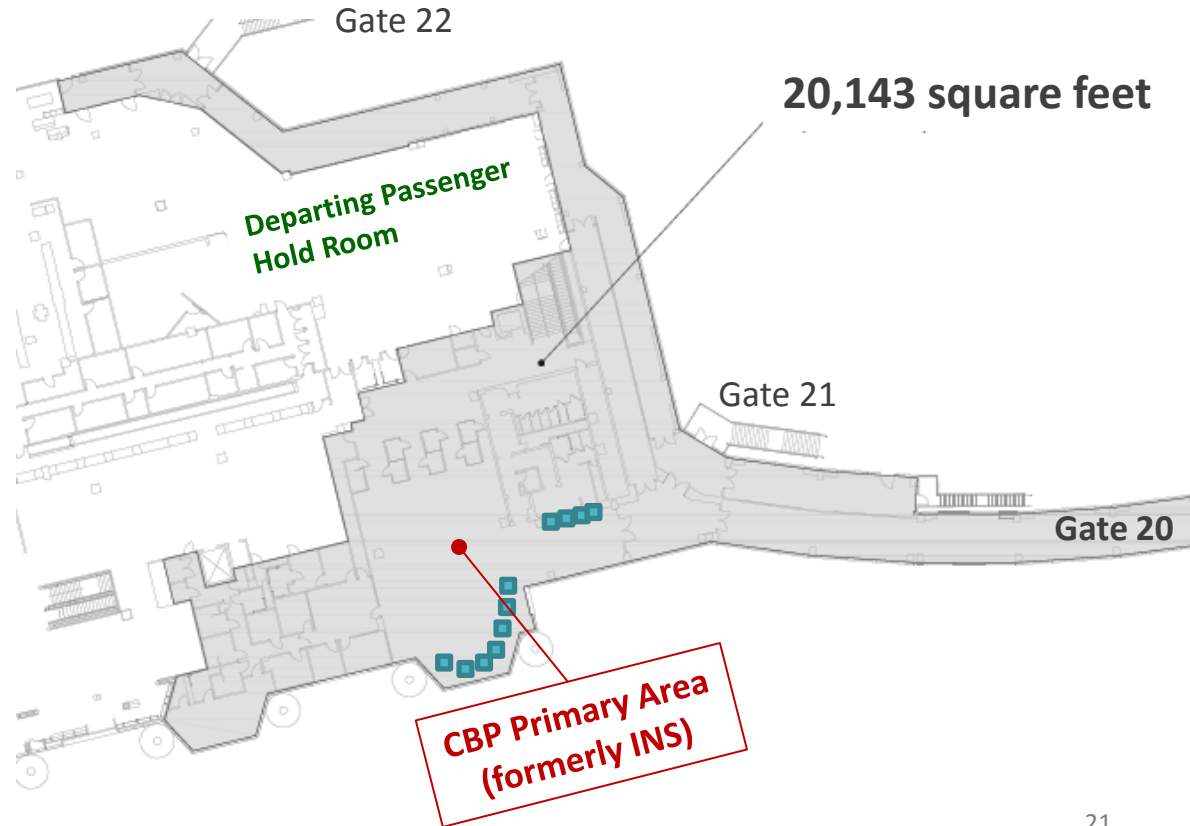 Gate 22
20,143 square feet
Departing Passenger
Hold Room
Gate 21
Gate 20
CBP Primary Area
(formerly INS)
21